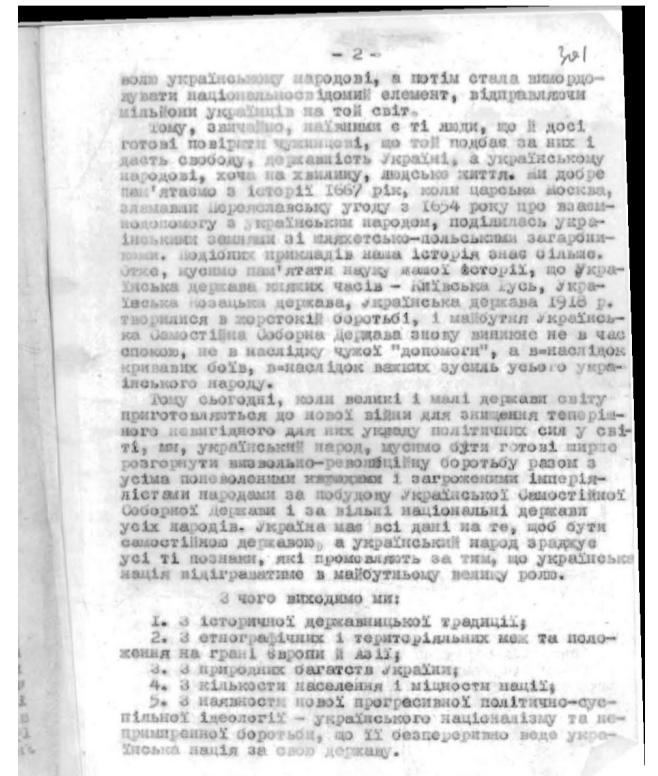 - 2 -
301
волю українському народові, а потім стала вимордо-
вувати національносвідомий елемент, відправляючи
мільйони українців на той світ.
Тому, звичайно, наївними є ті люди, що й досі
готові повірити чужинцеві, що той подбає за них і
дасть свободу, державність Україні, а українському
народові, хоча на хвилину, людське життя. Ми добре
пам'ятаємо з історії 1667 рік, коли царська Москва,
зламавши Переяславську угоду з 1654 року про взаєм-
нодопомогу з українським народом, поділилась укра-
їнськими землями зі шляхетсько-польськими загарбни-
ками. Подібних прикладів наша історія знає більше.
Отже, мусимо пам'ятати науку нашої історії, що Укра-
їнська держава княжих часів - Київська Русь, Укра-
ївська Козацька держава, Українська держава 1918 р.
творилися в жорстокій боротьбі, і майбутня Українсь-
ка Самостійна Соборна Держава знову виникне не в час
спокою, не в наслідку чужої "допомоги", а в=наслідок
кривавих боїв, в=наслідок важких зусиль усього укра-
їнського народу.
Тому сьогодні, коли великі і малі держави світу
приготовляються до нової війни для знищення теперіш-
ного невигідного для них укладу політичних сил у сві-
ті, ми, український народ, мусимо бути готові широ
розгорнути визвольно-революційну боротьбу разом з
усіма поневоленими народами і загроженими імперія-
лістами народами за побудову Української Самостійної
Соборної Держави і за вільні національні держави
усіх народів. Україна має всі дані на те, щоб бути
самостійною державою, а український народ зраджує
усі ті познаки, які промовляють за тим, що українська
нація відіграватиме в майбутньому велику ролю.
З чого виходимо ми:
1. З історичної державницької традиції;
2. З етнографічних і територіяльних меж та поло-
ження на грані Європи й Азії;
3. З природних багатств України;
4. З кількости населення і міцности нації;
5. З наявности нової прогресивної політично-сус-
пільної ідеології - українського націоналізму та не-
примиренної боротьби, що її безперервно веде укра-
їнська нація за свою державу.